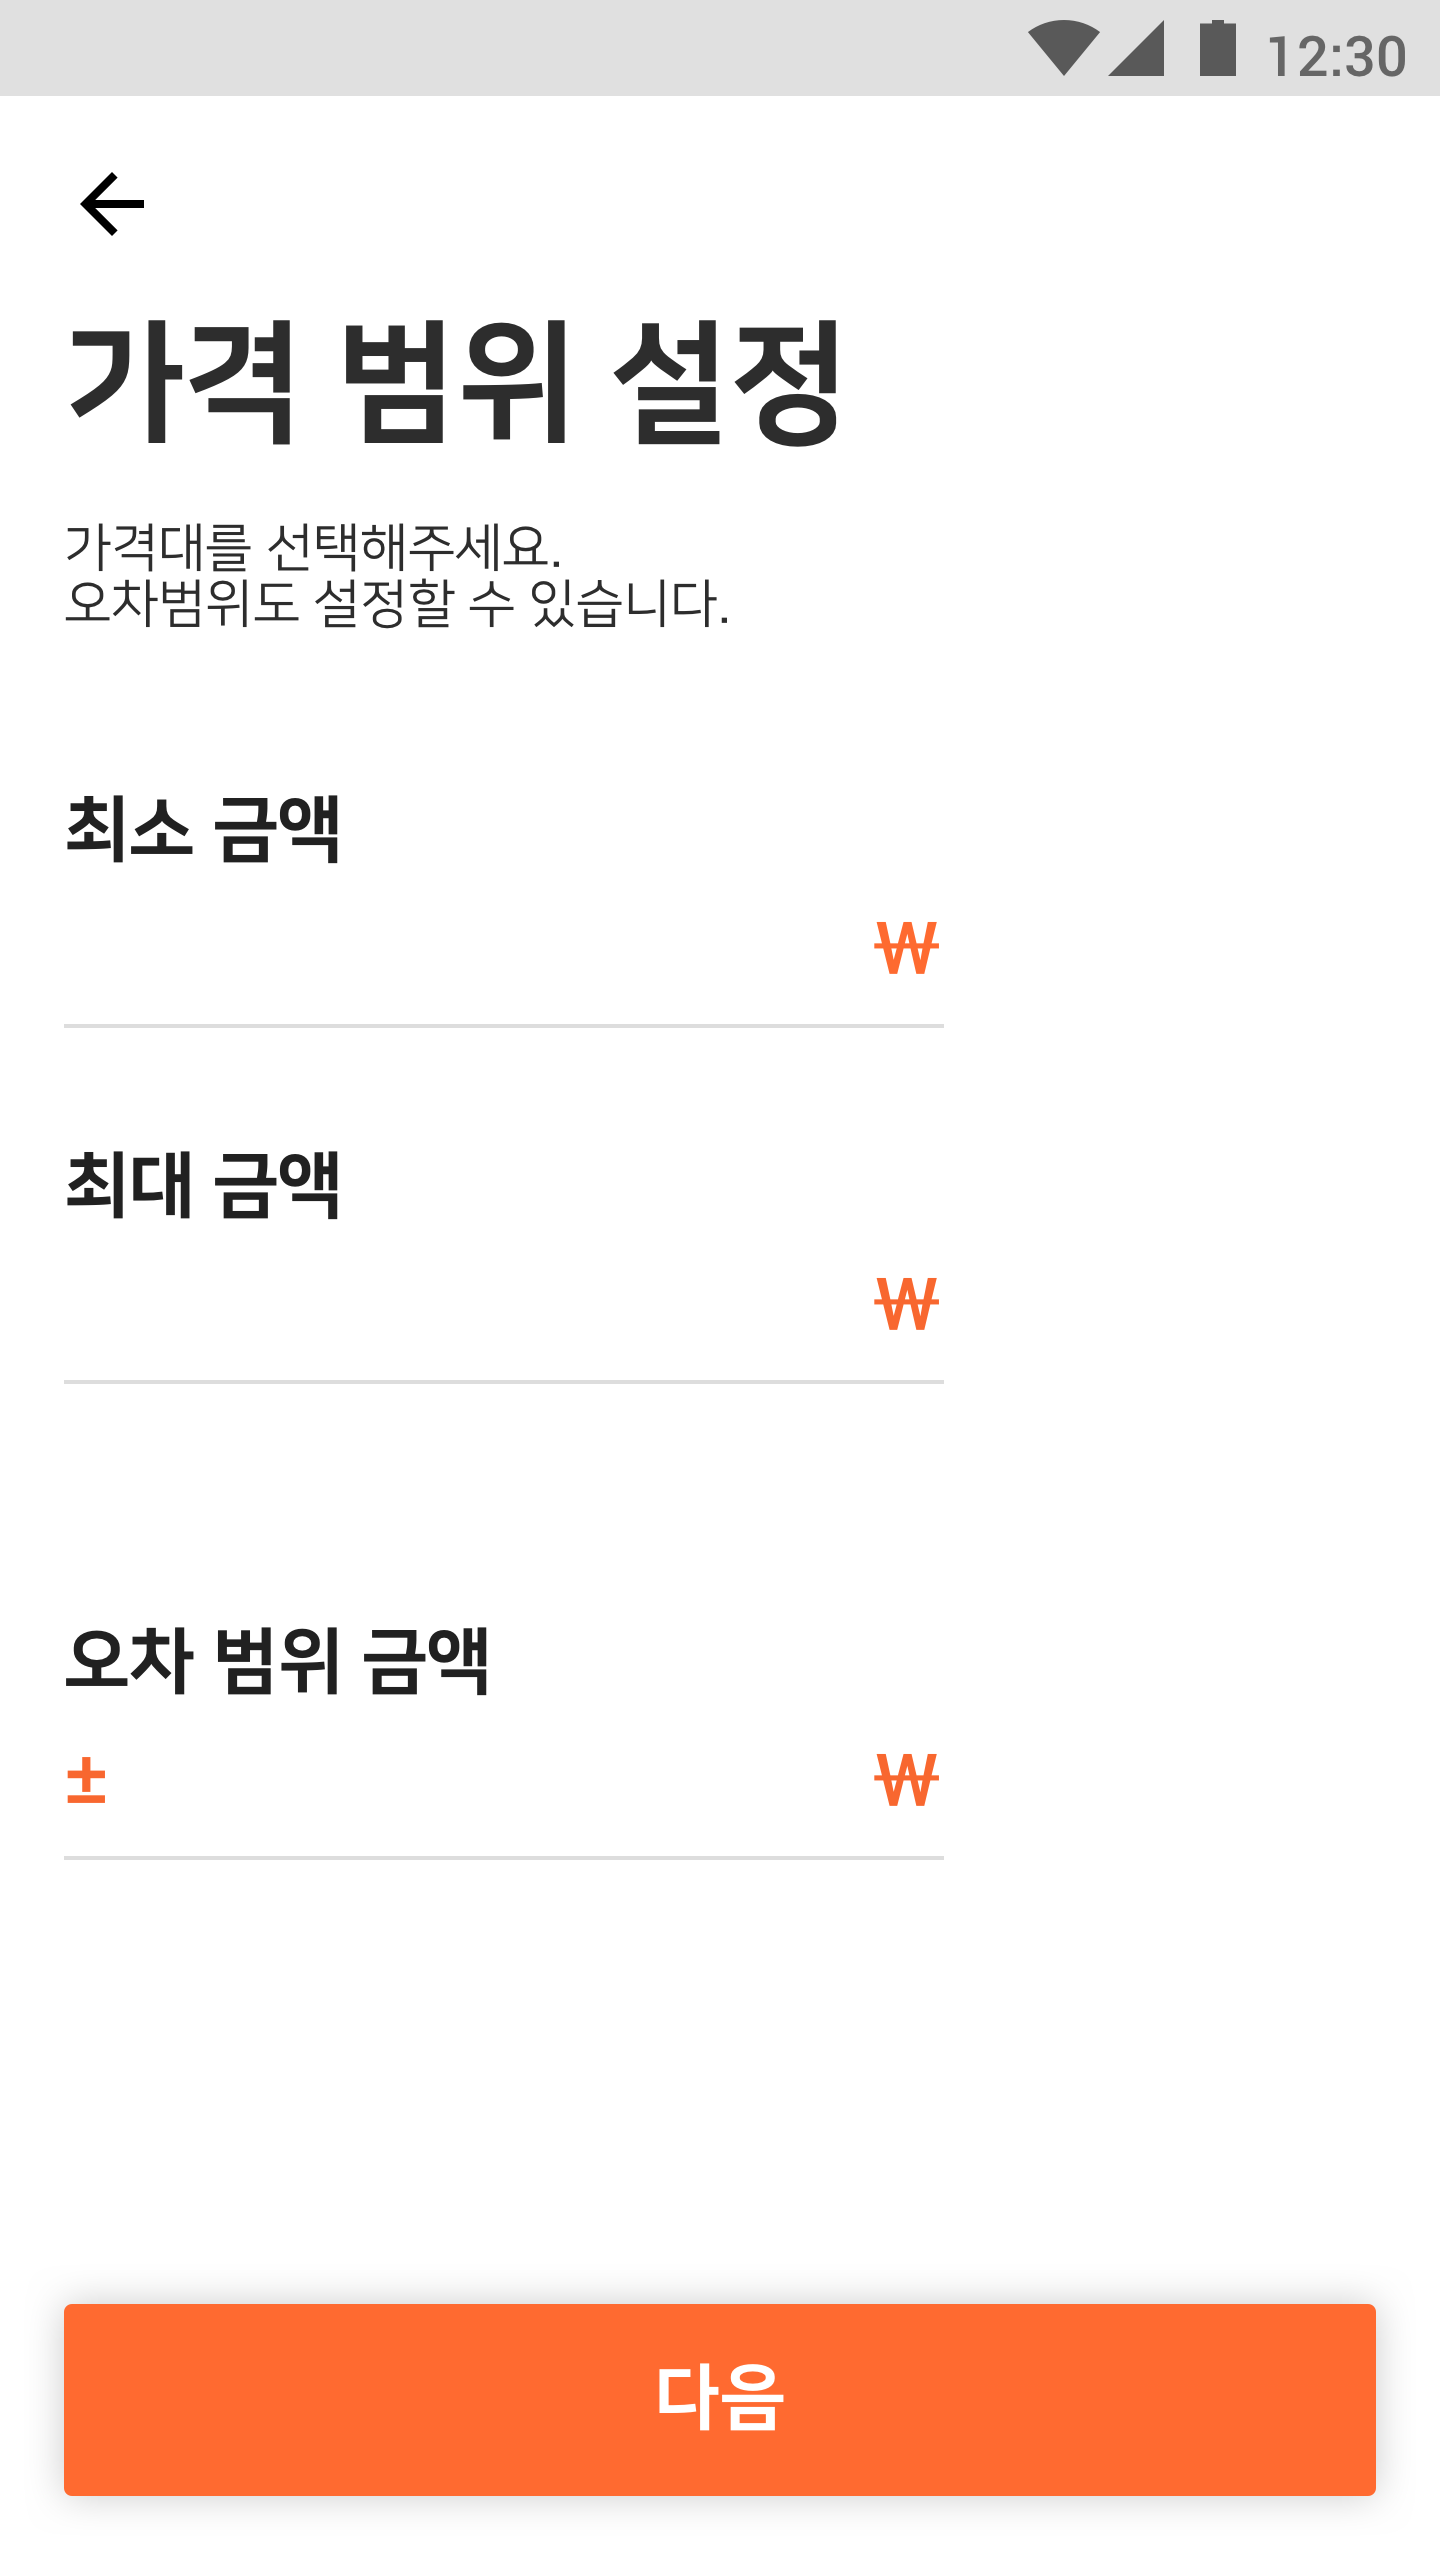 12:30
가격 범위 설정
가격대를 선택해주세요.
오차범위도 설정할 수 있습니다.
최소 금액
₩
최대 금액
₩
오차 범위 금액
± ₩
다음